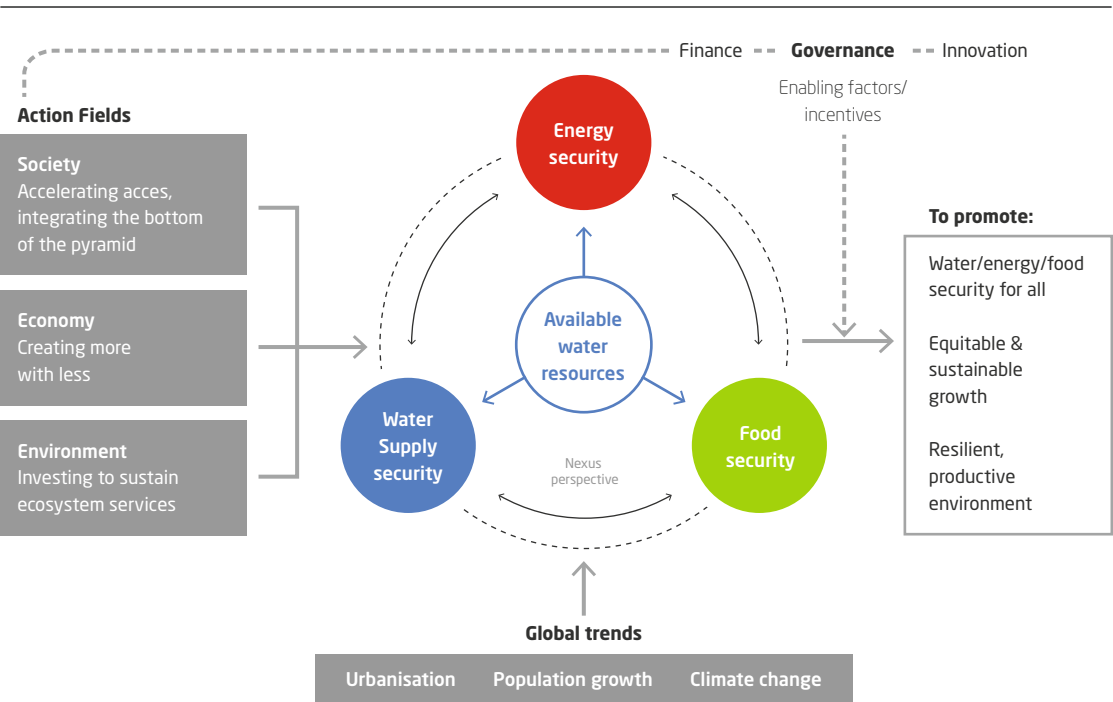 Finance
Governance
Innovation
Enabling factors/
incentives
Action Fields
Society
Accelerating acces,
integrating the bottom
of the pyramid
Economy
Creating more
with less
Environment
Investing to sustain
ecosystem services
Energy
security
Available
water
resources
Water
Supply
security
Food
security
Nexus
perspective
To promote:
Water/energy/food
security for all
Equitable &
sustainable
growth
Resilient,
productive
environment
Global trends
Urbanisation
Population growth
Climate change